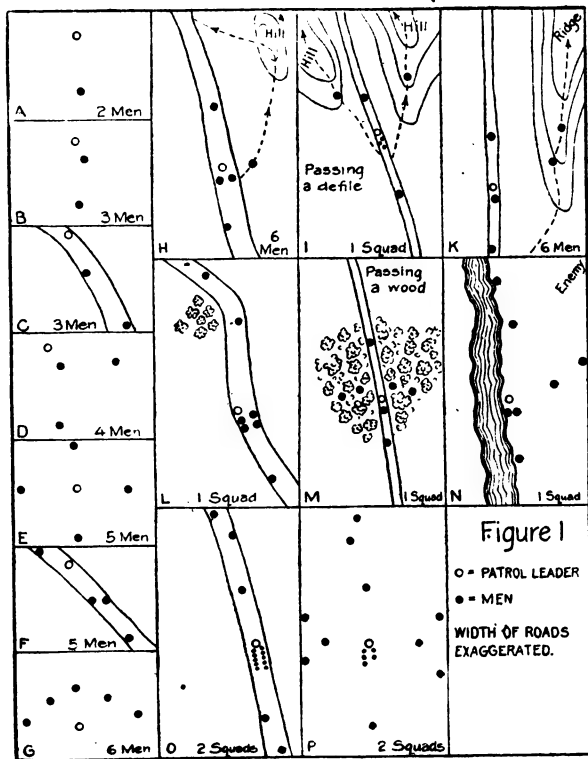 A 2 Men
B 3 Men
C 3 Men
D 4 Men
E 5 Men
F 5 Men
G 6 Men
Hill
H 6
Men
Hill
Hill
Passing
a defile
I 1 Squad
Ridge
K 6 Men
L 1 Squad
Passing
a wood
M 1 Squad
Enemy
N 1 Squad
O 2 Squads
P 2 Squads
Figure 1
O = PATROL LEADER
● = MEN
WIDTH OF ROADS
EXAGGERATED.